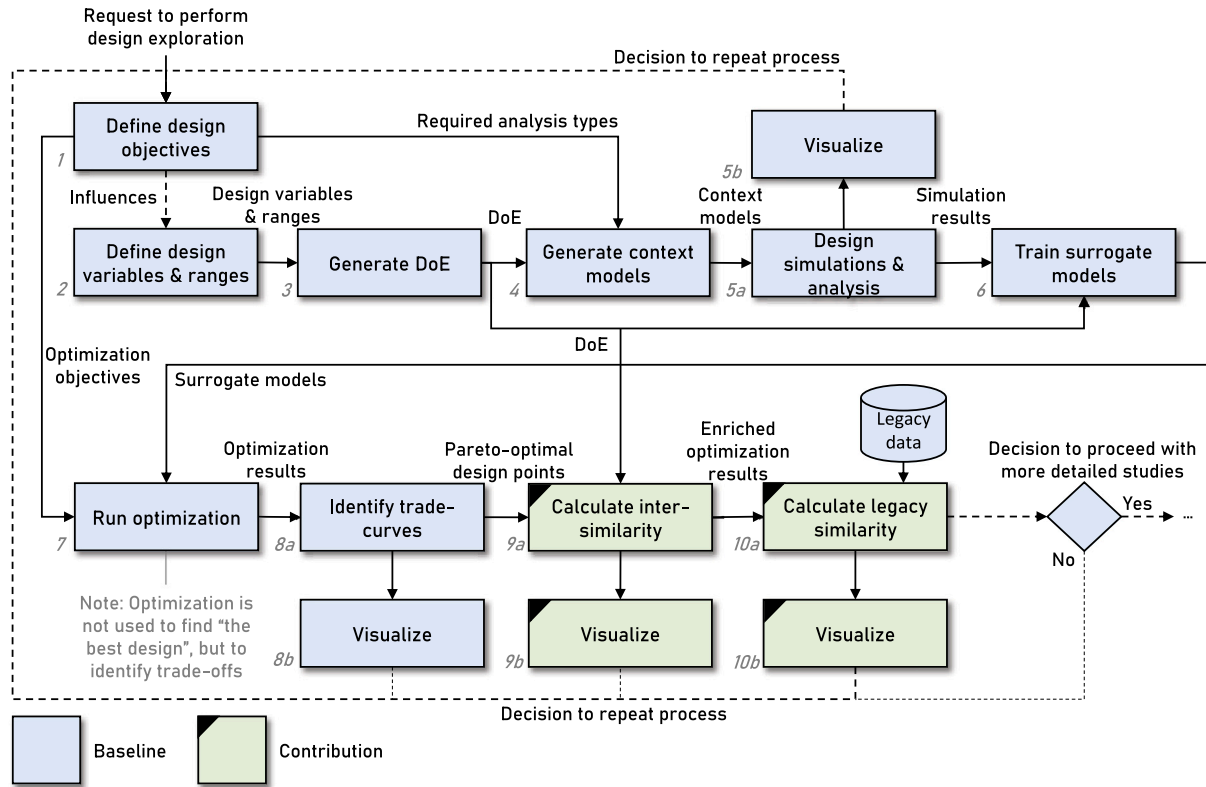 Request to perform
design exploration
Decision to repeat process
Define design
objectives
1
Required analysis types
Visualize
5b
Influences
Design variables
& ranges
DoE
Context
models
Simulation
results
Define design
variables & ranges
2
Generate DoE
3
Generate context
models
4
Design
simulations &
analysis
5a
Train surrogate
models
6
DoE
Optimization
objectives
Surrogate models
Legacy
data
Optimization
results
Pareto-optimal
design points
Enriched
optimization
results
Decision to proceed with
more detailed studies
Run optimization
7
Identify trade-
curves
8a
Calculate inter-
similarity
9a
Calculate legacy
similarity
10a
Yes
...
No
Note: Optimization is
not used to find “the
best design”, but to
identify trade-offs
Visualize
8b
Visualize
9b
Visualize
10b
Decision to repeat process
Baseline
Contribution